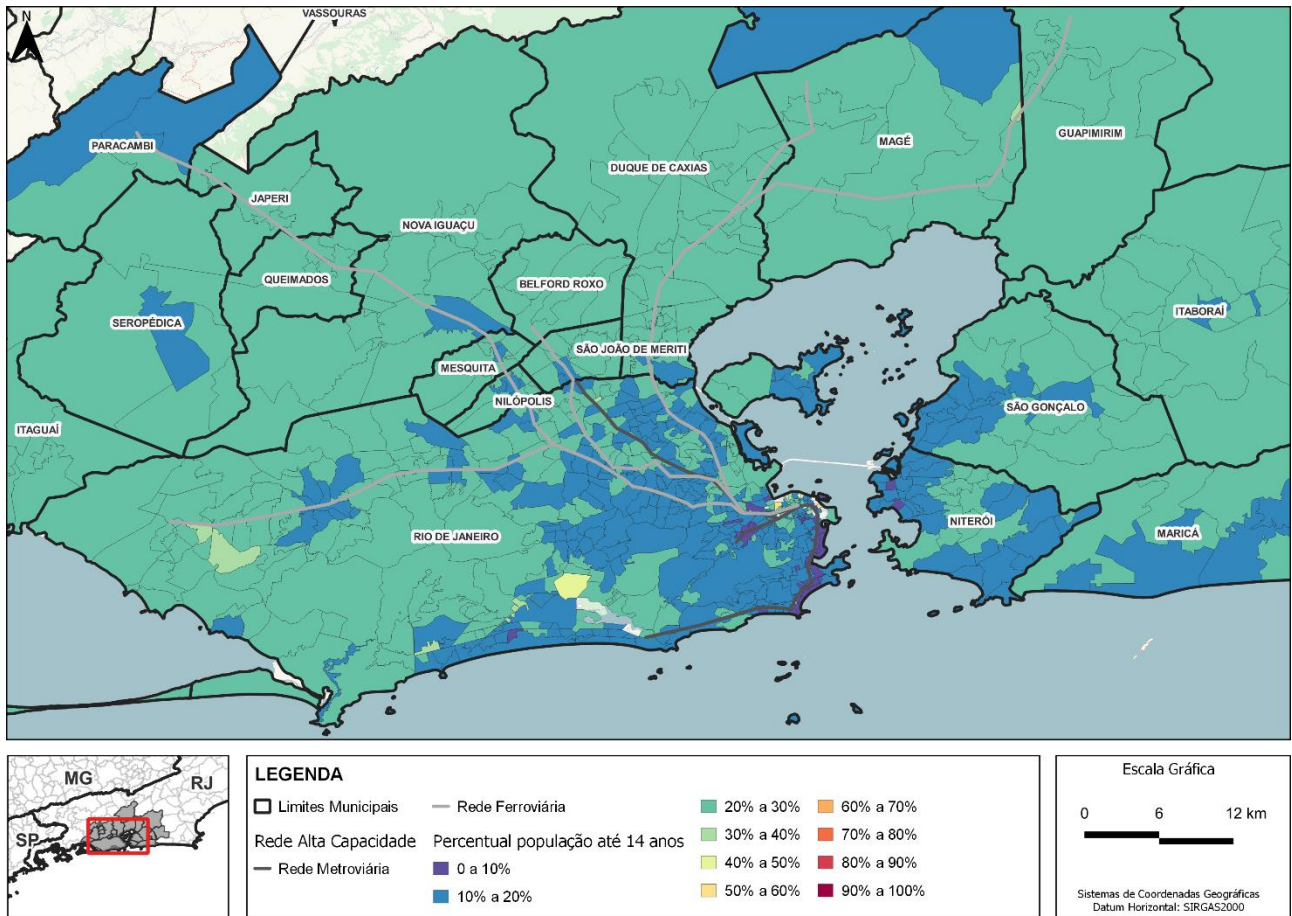 N
VASSOURAS
PARACAMBI
MAGÉ
GUAPIMIRIM
DUQUE DE CAXIAS
JAPERI
NOVA IGUAÇU
QUEIMADOS
BELFORD ROXO
SEROPÉDICA
ITABORAÍ
SÃO JOÃO DE MERITI
MESQUITA
NILÓPOLIS
SÃO GONÇALO
ITAGUAÍ
NITERÓI
RIO DE JANEIRO
MARICÁ
MG
RJ
SP
LEGENDA
Limites Municipais
Rede Alta Capacidade
Rede Metroviária
Rede Ferroviária
Percentual população até 14 anos
0 a 10%
10% a 20%
20% a 30%
30% a 40%
40% a 50%
50% a 60%
60% a 70%
70% a 80%
80% a 90%
90% a 100%
Escala Gráfica
0 6 12 km
Sistemas de Coordenadas Geográficas
Datum Horizontal: SIRGAS2000